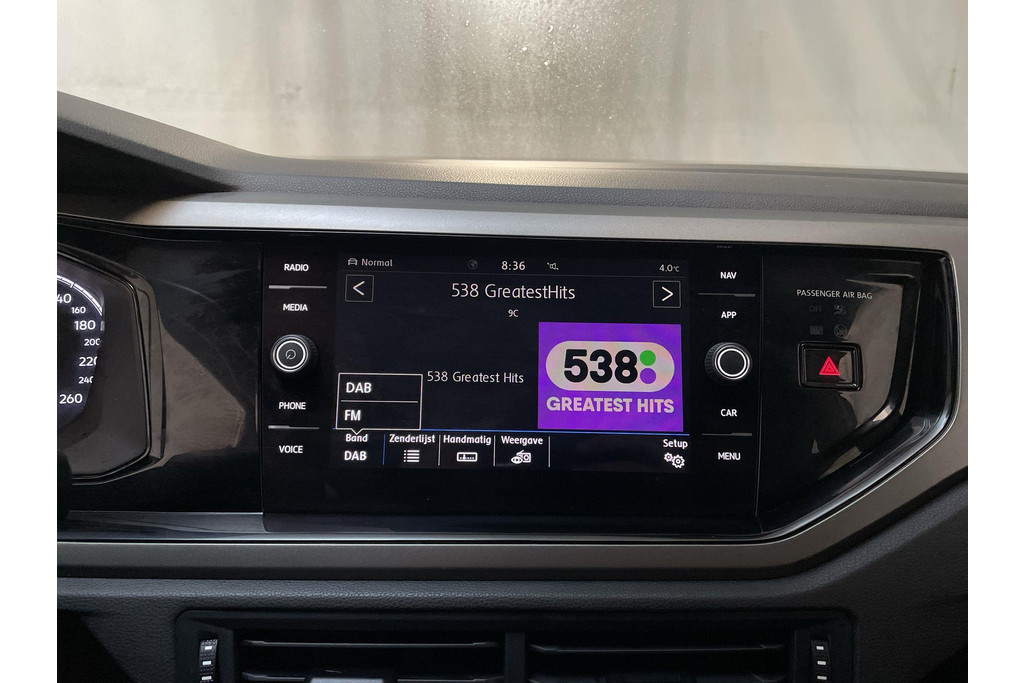 40
160
180
200
220
240
260
RADIO
MEDIA
PHONE
VOICE
Normal
8:36
4.0°C
538 GreatestHits
9C
538 Greatest Hits
538
GREATEST HITS
DAB
FM
Band
DAB
Zenderlijst
Handmatig
Weergave
Setup
NAV
APP
CAR
MENU
PASSENGER AIR BAG
OFF